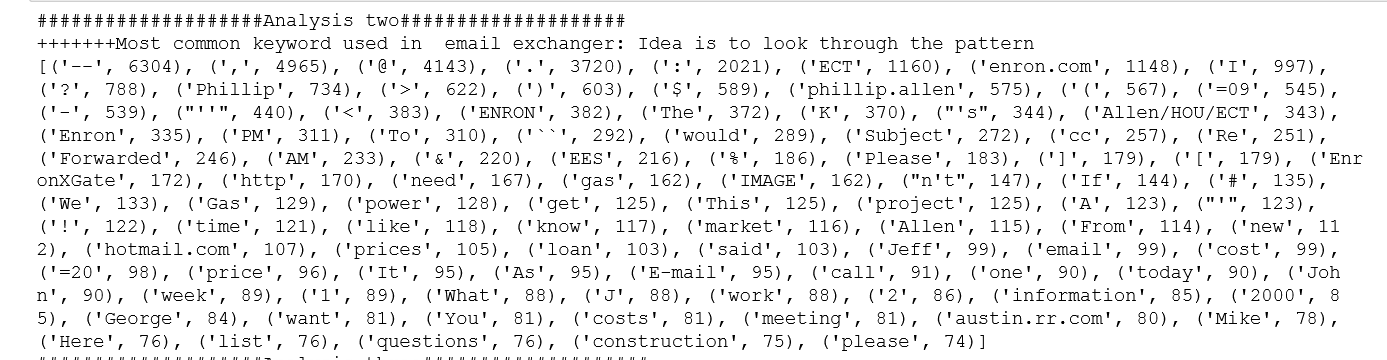 ####################Analysis two####################
+++++++Most common keyword used in  email exchanger: Idea is to look through the pattern
[('--', 6304), (',', 4965), ('@', 4143), ('.', 3720), (':', 2021), ('ECT', 1160), ('enron.com', 1148), ('I', 997),
('?', 788), ('Phillip', 734), ('>', 622), (')', 603), ('$', 589), ('phillip.allen', 575), ('(', 567), ('=09', 545),
('-', 539), ("''", 440), ('<', 383), ('ENRON', 382), ('The', 372), ('K', 370), ("'s", 344), ('Allen/HOU/ECT', 343),
('Enron', 335), ('PM', 311), ('To', 310), ('``', 292), ('would', 289), ('Subject', 272), ('cc', 257), ('Re', 251),
('Forwarded', 246), ('AM', 233), ('&', 220), ('EES', 216), ('%', 186), ('Please', 183), (']', 179), ('[', 179), ('Enr
onXGate', 172), ('http', 170), ('need', 167), ('gas', 162), ('IMAGE', 162), ("n't", 147), ('If', 144), ('#', 135),
('We', 133), ('Gas', 129), ('power', 128), ('get', 125), ('This', 125), ('project', 125), ('A', 123), ("'", 123),
('!', 122), ('time', 121), ('like', 118), ('know', 117), ('market', 116), ('Allen', 115), ('From', 114), ('new', 11
2), ('hotmail.com', 107), ('prices', 105), ('loan', 103), ('said', 103), ('Jeff', 99), ('email', 99), ('cost', 99),
('=20', 98), ('price', 96), ('It', 95), ('As', 95), ('E-mail', 95), ('call', 91), ('one', 90), ('today', 90), ('Joh
n', 90), ('week', 89), ('1', 89), ('What', 88), ('J', 88), ('work', 88), ('2', 86), ('information', 85), ('2000', 8
5), ('George', 84), ('want', 81), ('You', 81), ('costs', 81), ('meeting', 81), ('austin.rr.com', 80), ('Mike', 78),
('Here', 76), ('list', 76), ('questions', 76), ('construction', 75), ('please', 74)]